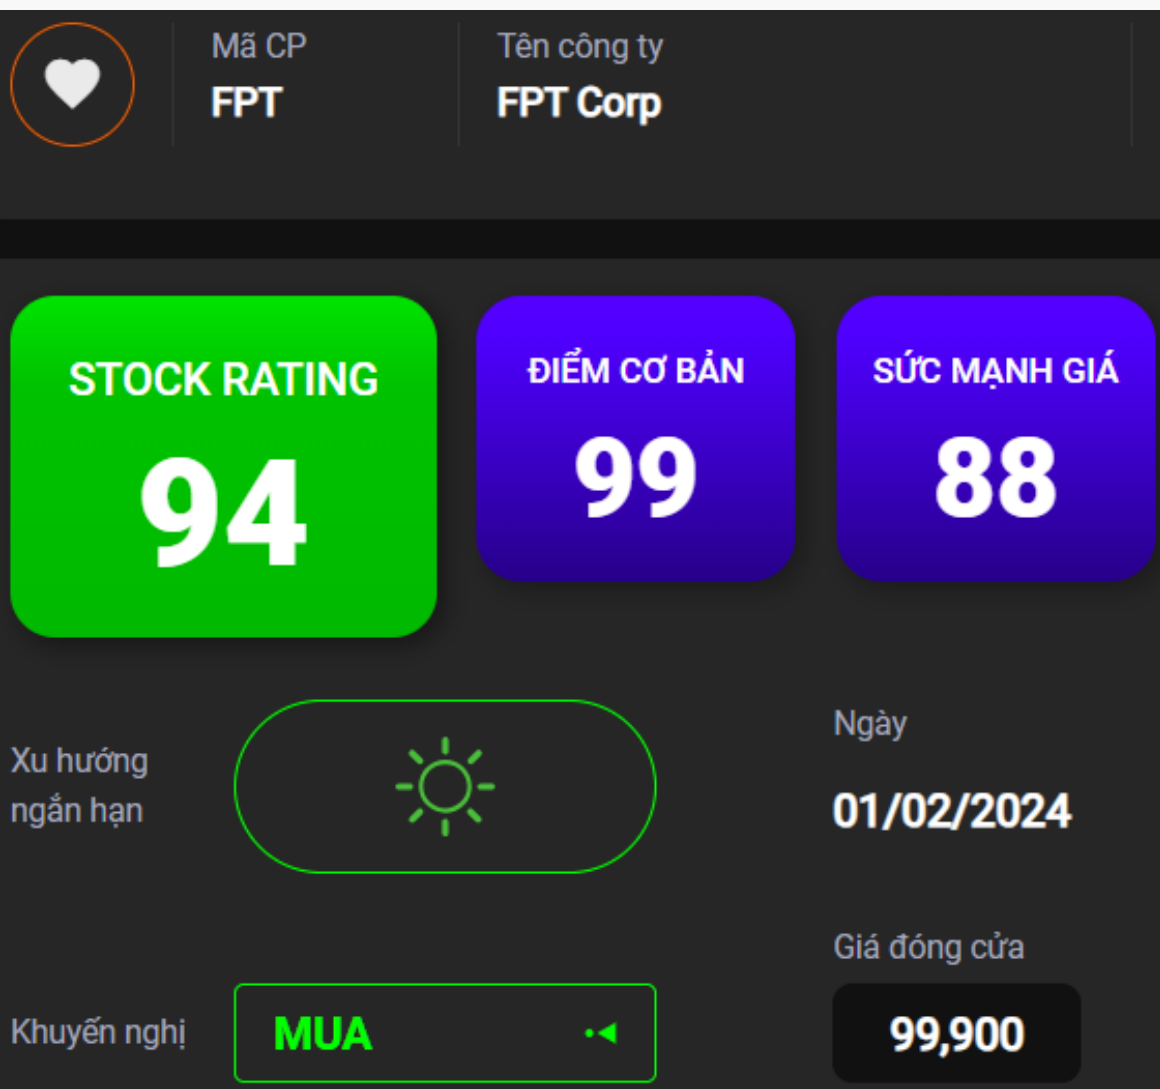 Mã CP
FPT
Tên công ty
FPT Corp
STOCK RATING
94
ĐIỂM CƠ BẢN
99
SỨC MẠNH GIÁ
88
Xu hướng
ngắn hạn
Ngày
01/02/2024
Khuyến nghị
MUA
Giá đóng cửa
99,900